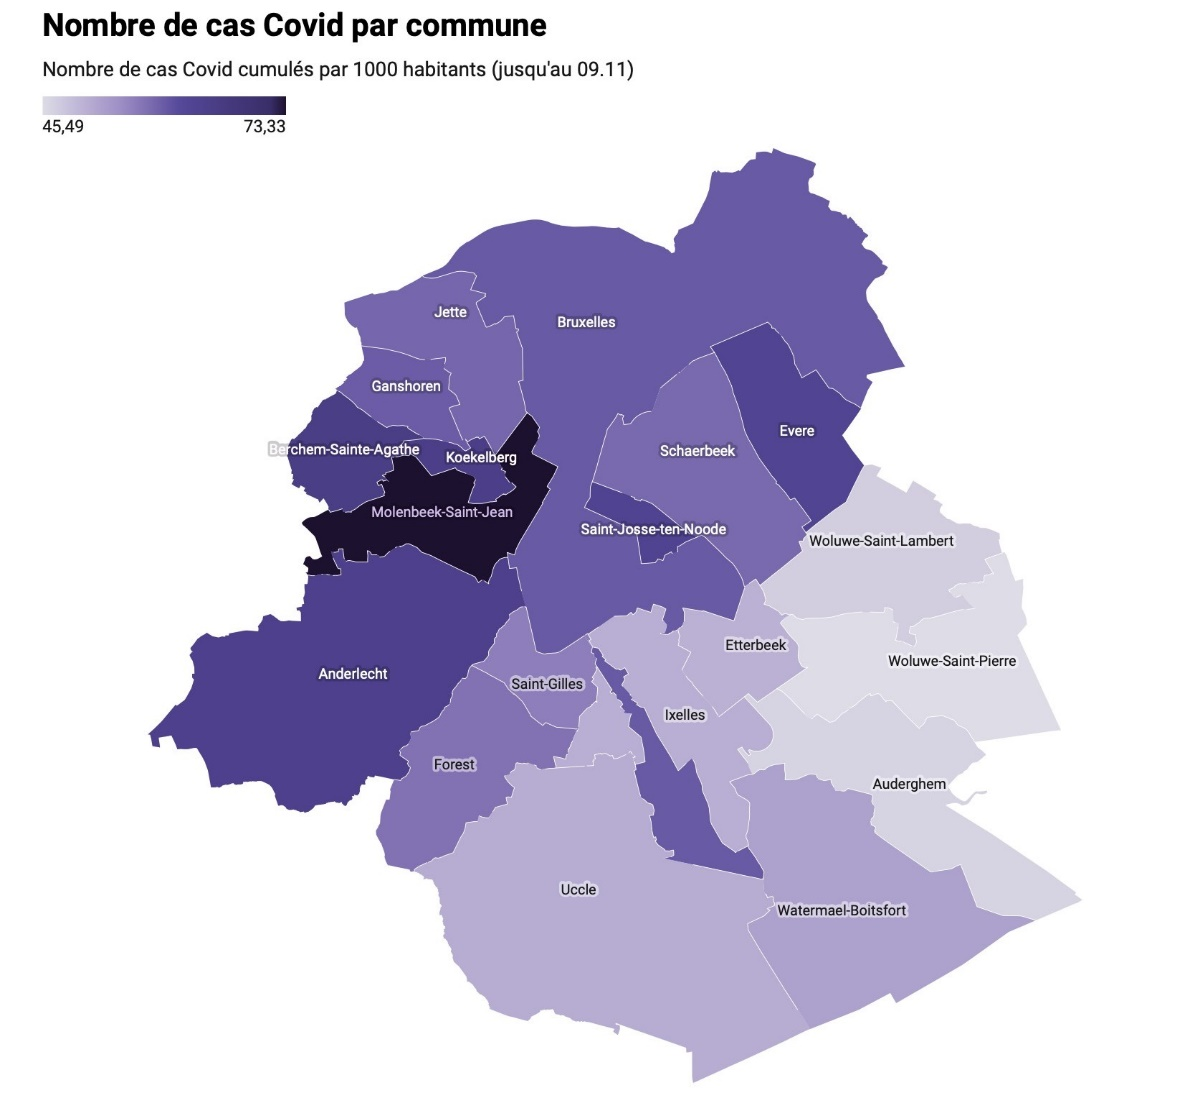 Nombre de cas Covid par commune
Nombre de cas Covid cumulés par 1000 habitants (jusqu'au 09.11)
45,49 73,33
Jette
Bruxelles
Ganshoren
Evere
Berchem-Sainte-Agathe
Schaerbeek
Koekelberg
Molenbeek-Saint-Jean
Saint-Josse-ten-Noode
Woluwe-Saint-Lambert
Etterbeek
Woluwe-Saint-Pierre
Anderlecht
Saint-Gilles
Ixelles
Forest
Auderghem
Uccle
Watermael-Boitsfort